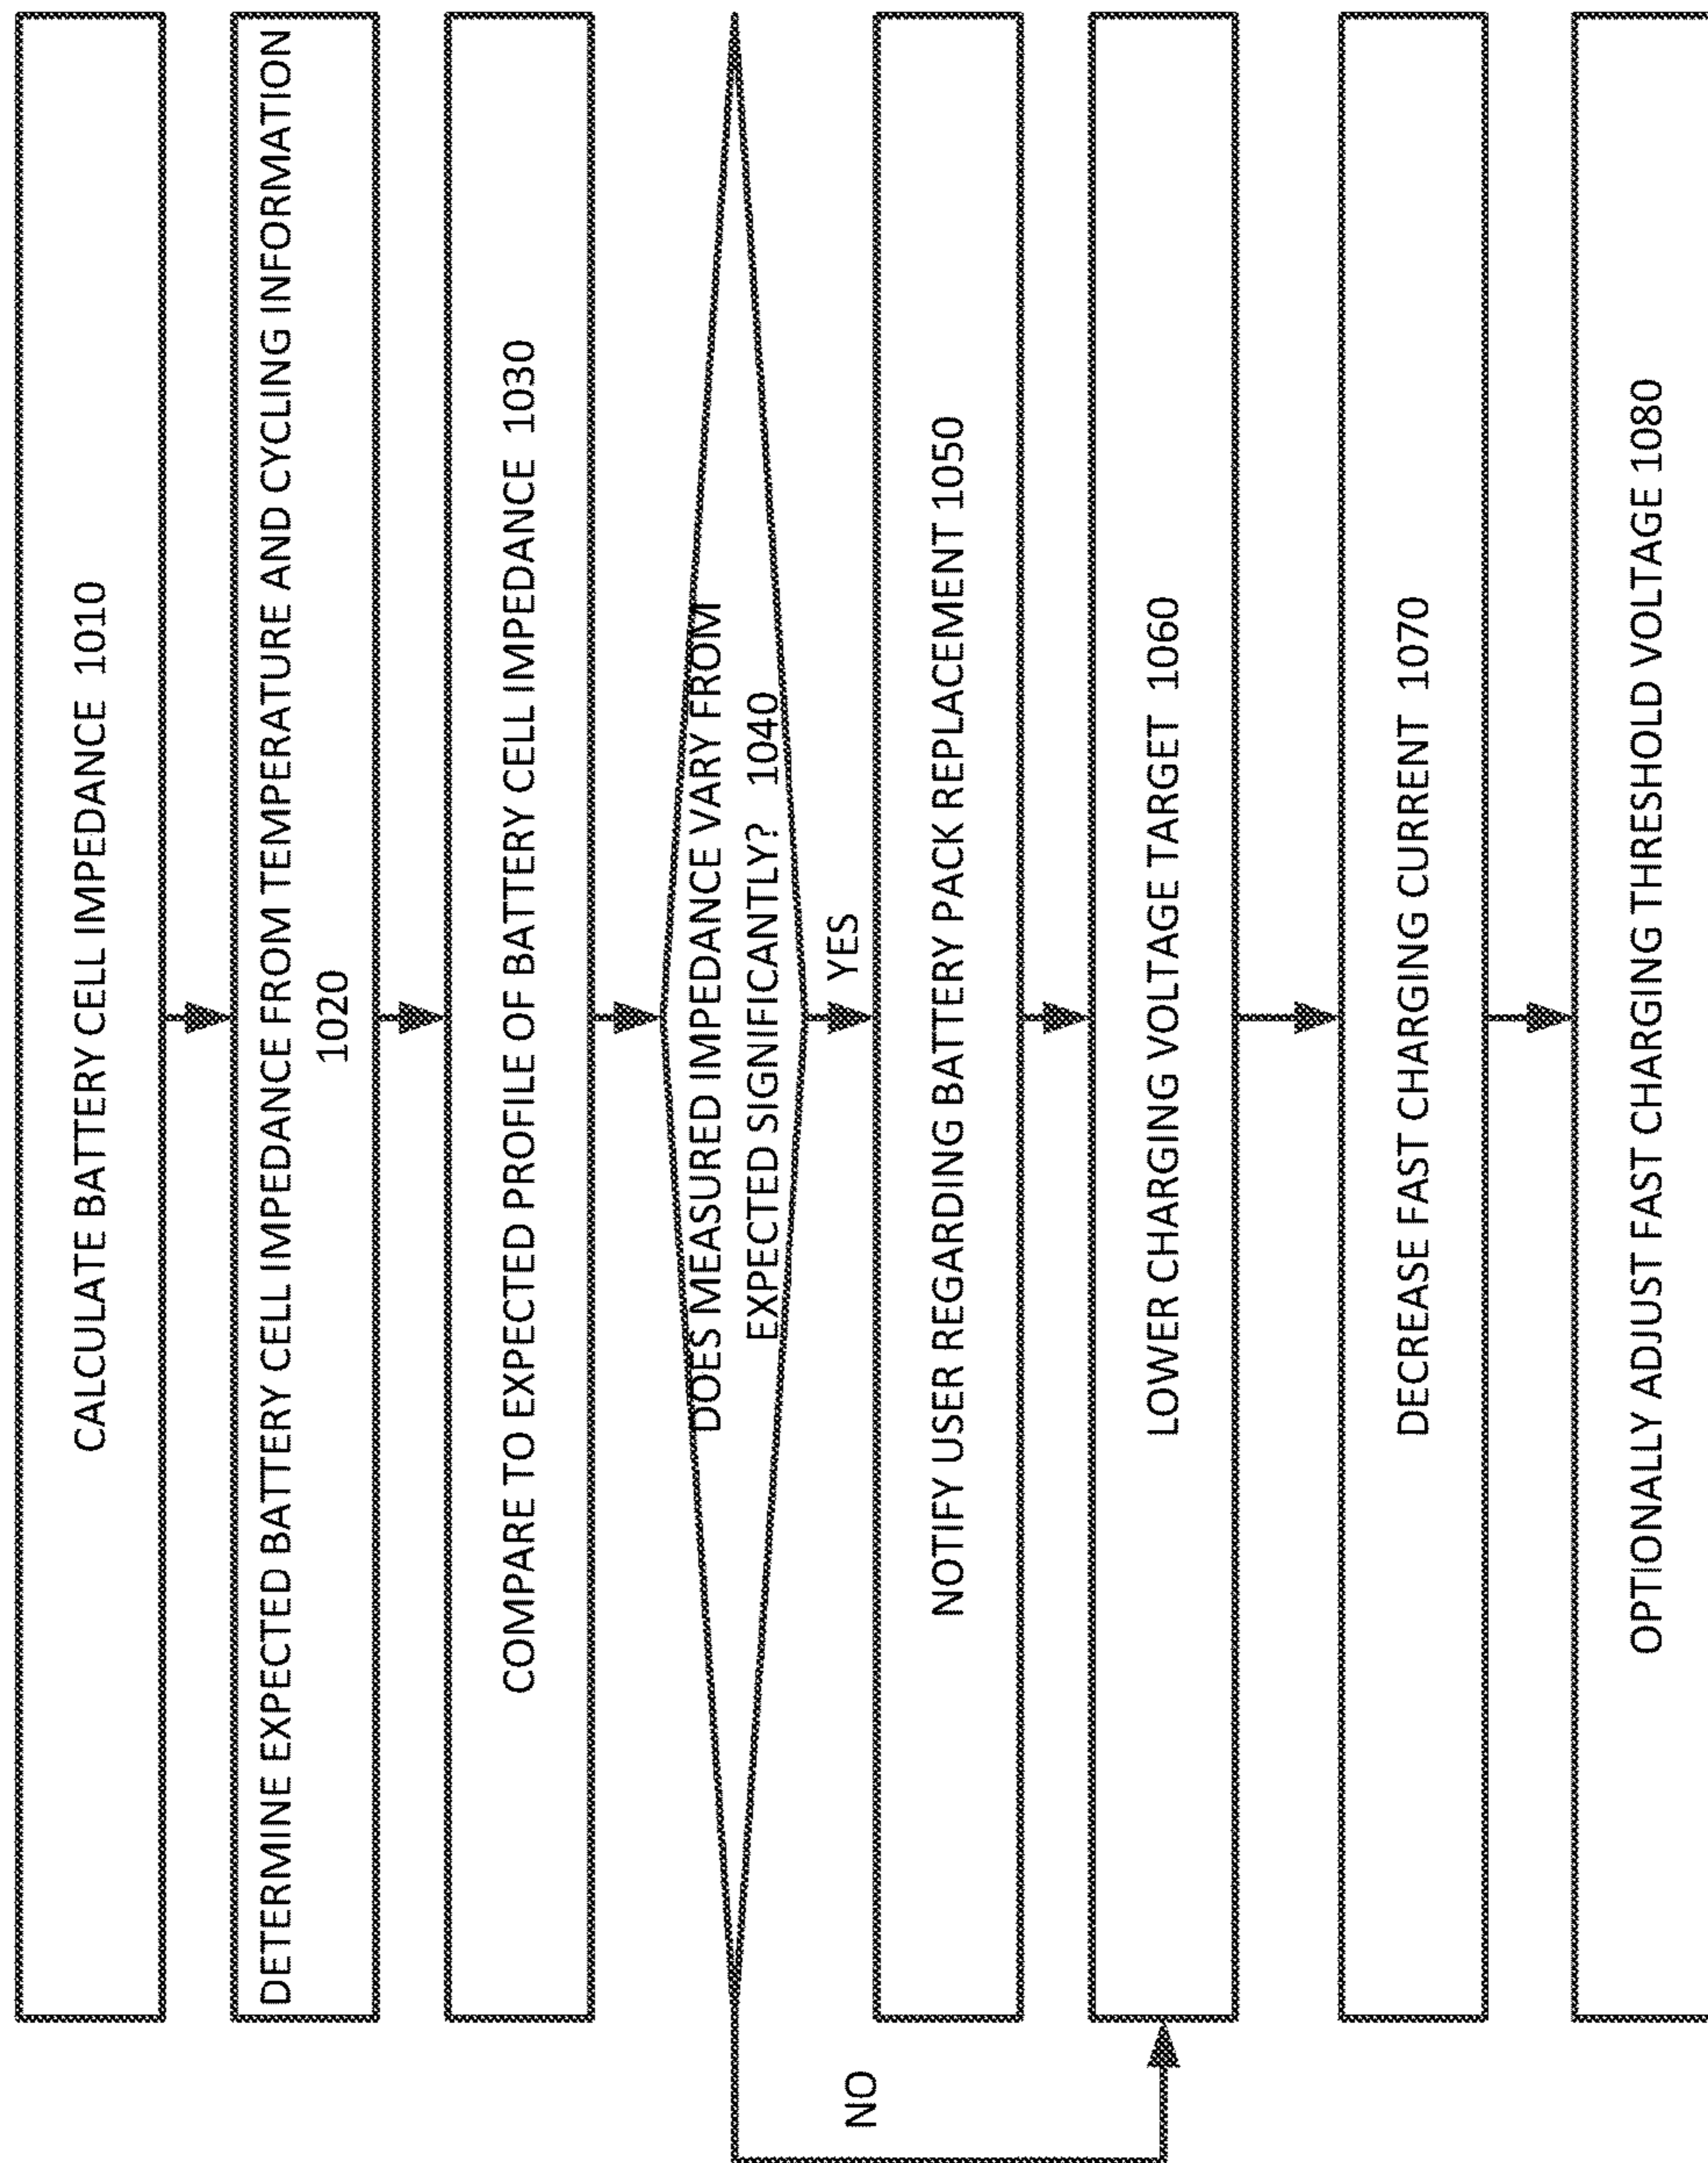 CALCULATE BATTERY CELL IMPEDANCE 1010
DETERMINE EXPECTED BATTERY CELL IMPEDANCE FROM TEMPERATURE AND CYCLING INFORMATION
1020
COMPARE TO EXPECTED PROFILE OF BATTERY CELL IMPEDANCE 1030
DOES MEASURED IMPEDANCE VARY FROM
EXPECTED SIGNIFICANTLY? 1040
YES
NO
NOTIFY USER REGARDING BATTERY PACK REPLACEMENT 1050
LOWER CHARGING VOLTAGE TARGET 1060
DECREASE FAST CHARGING CURRENT 1070
OPTIONALLY ADJUST FAST CHARGING THRESHOLD VOLTAGE 1080